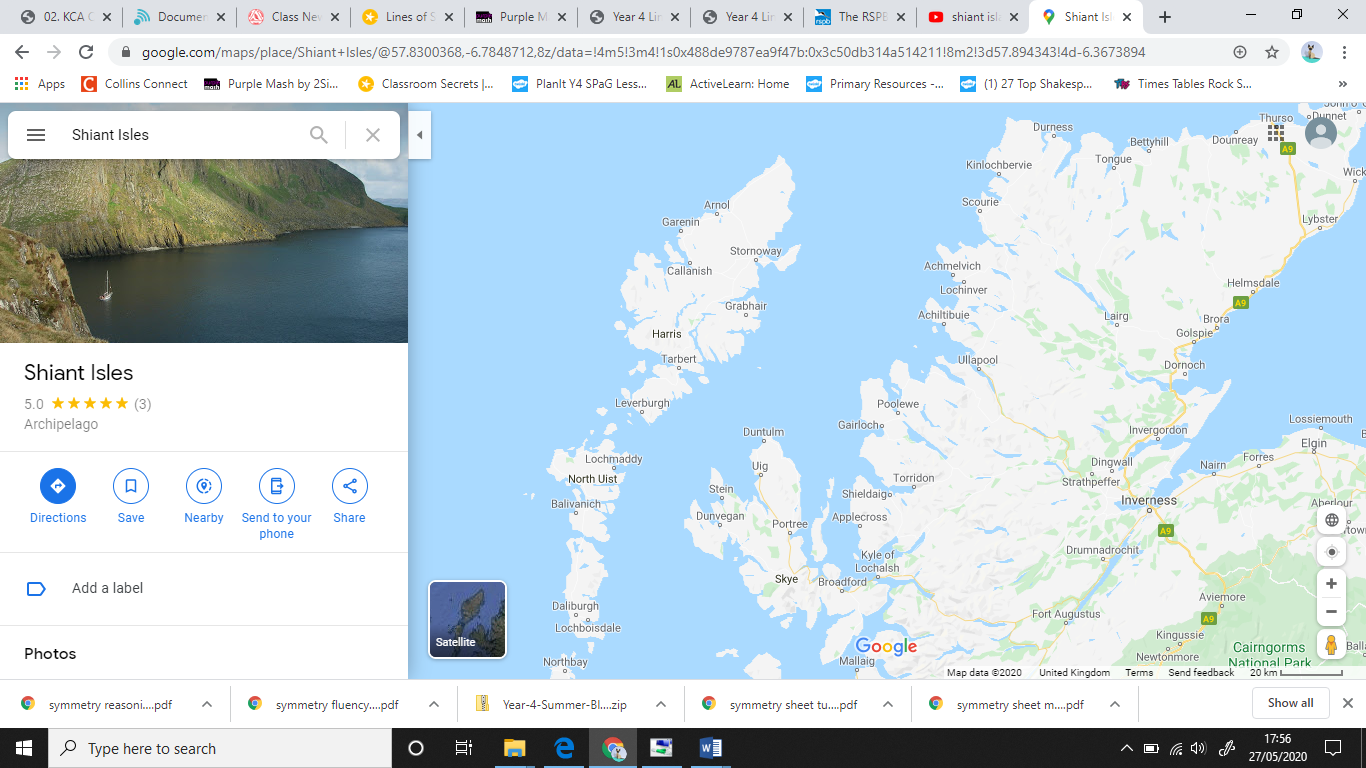 02. KCA C
Documen
Class New
Lines of S
Purple M
Year 4 Lin
Year 4 Lin
The RSPB
shiant isla
Shiant Isl
google.com/maps/place/Shiant+Isles/@57.8300368,-6.7848712,8z/data=!4m5!3m4!1s0x488de9787ea9f47b:0x3c50db314a514211!8m2!3d57.894343!4d-6.3673894
Apps
Collins Connect
Purple Mash by 2Si...
Classroom Secrets |...
PlanIt Y4 SPaG Less...
ActiveLearn: Home
Primary Resources -...
(1) 27 Top Shakesp...
Times Tables Rock S...
Shiant Isles
Shiant Isles
5.0 (3)
Archipelago
Directions
Save
Nearby
Send to your
phone
Share
Add a label
Photos
Durness
Thurso
Dunnet
Bettyhill
Dounreay
A9
Kinlochbervie
Tongue
Wick
Scourie
Lybster
Arnol
Garenin
Stornoway
Callanish
Achmelvich
Lochinver
Helmsdale
A9
Grabhair
Achiltibuie
Lairg
Brora
Golspie
Harris
Tarbert
Ullapool
Dornoch
Leverburgh
Poolewe
Gairloch
Invergordon
Lossiemouth
Elgin
Duntulm
Lochmaddy
Uig
Dingwall
Nairn
Forres
North Uist
Torridon
Strathpeffer
Stein
Shieldaig
Inverness
Aberlour
Balivanich
Dunvegan
Portree
Applecross
A9
Drumnadrochit
Kyle of
Lochalsh
Skye
Broadford
Daliburgh
Lochboisdale
Fort Augustus
Aviemore
A9
Kingussie
Newtonmore
Cairngorms
National Park
Northbay
Mallaig
Satellite
Google
Map data ©2020
United Kingdom
Terms
Send feedback
20 km
symmetry reasoni....pdf
symmetry fluency....pdf
Year-4-Summer-Bl....zip
symmetry sheet tu....pdf
symmetry sheet m....pdf
Show all
Type here to search
17:56
27/05/2020